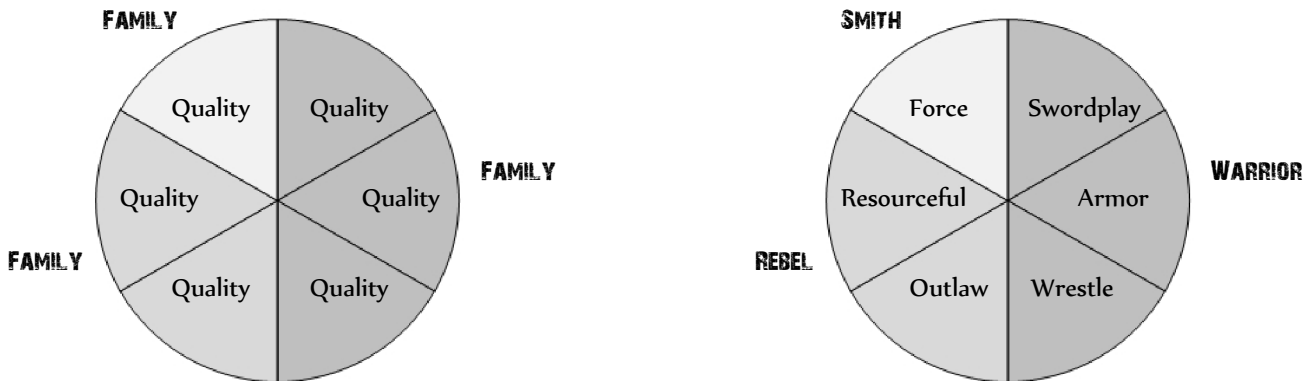 FAMILY
Quality Quality
FAMILY
Quality Quality
FAMILY
Quality Quality
SMITH
Force Swordplay
WARRIOR
Resourceful Armor
REBEL
Outlaw Wrestle